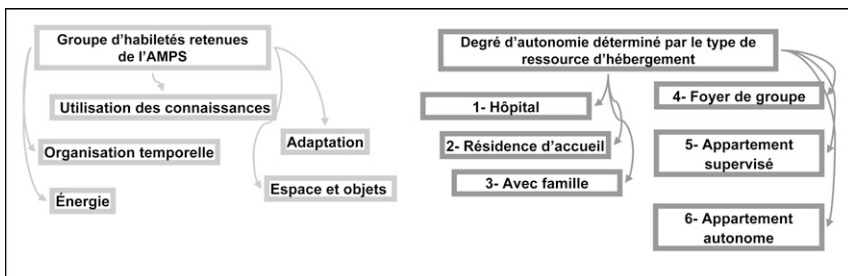 Groupe d'habiletés retenues
de l'AMPS
Utilisation des connaissances
Organisation temporelle
Adaptation
Énergie
Espace et objets
Degré d'autonomie déterminé par le type de
ressource d'hébergement
1- Hôpital
2- Résidence d'accueil
3- Avec famille
4- Foyer de groupe
5- Appartement
supervisé
6- Appartement
autonome